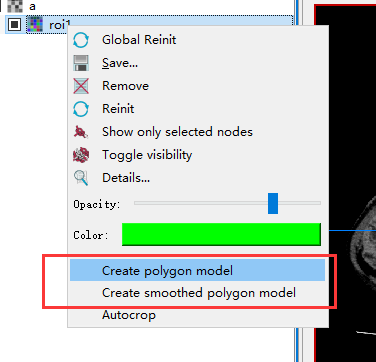 a
roi1
Global Reinit
Save...
Remove
Reinit
Show only selected nodes
Toggle visibility
Details...
Opacity:
Color:
Create polygon model
Create smoothed polygon model
Autocrop